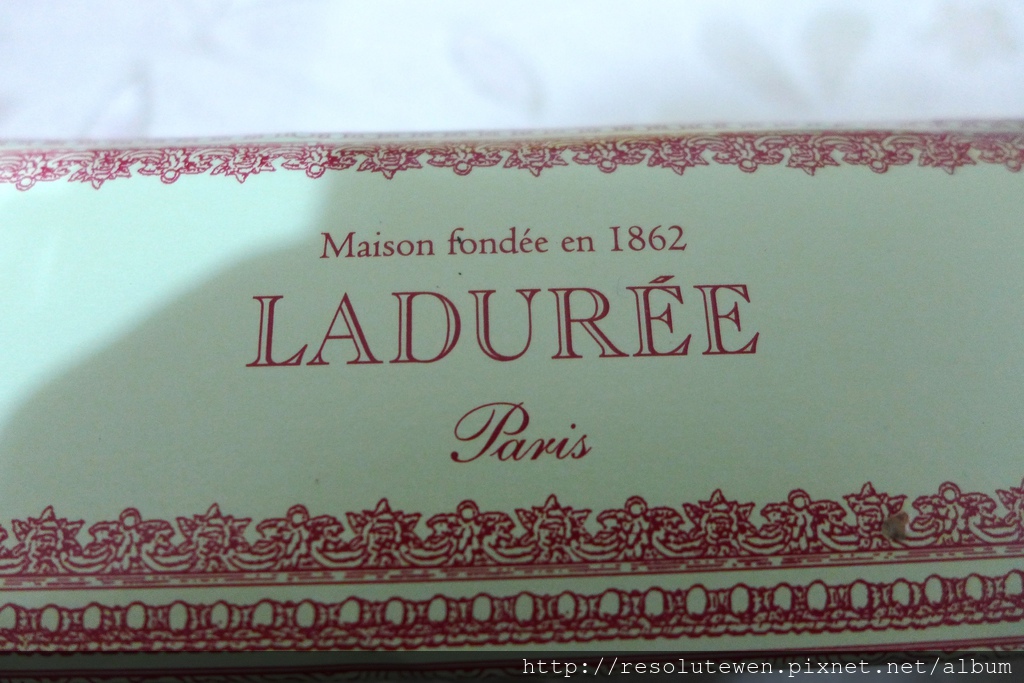 Maison fondée en 1862
LADURÉE
Paris
http://resolutewen.pixnet.net/album